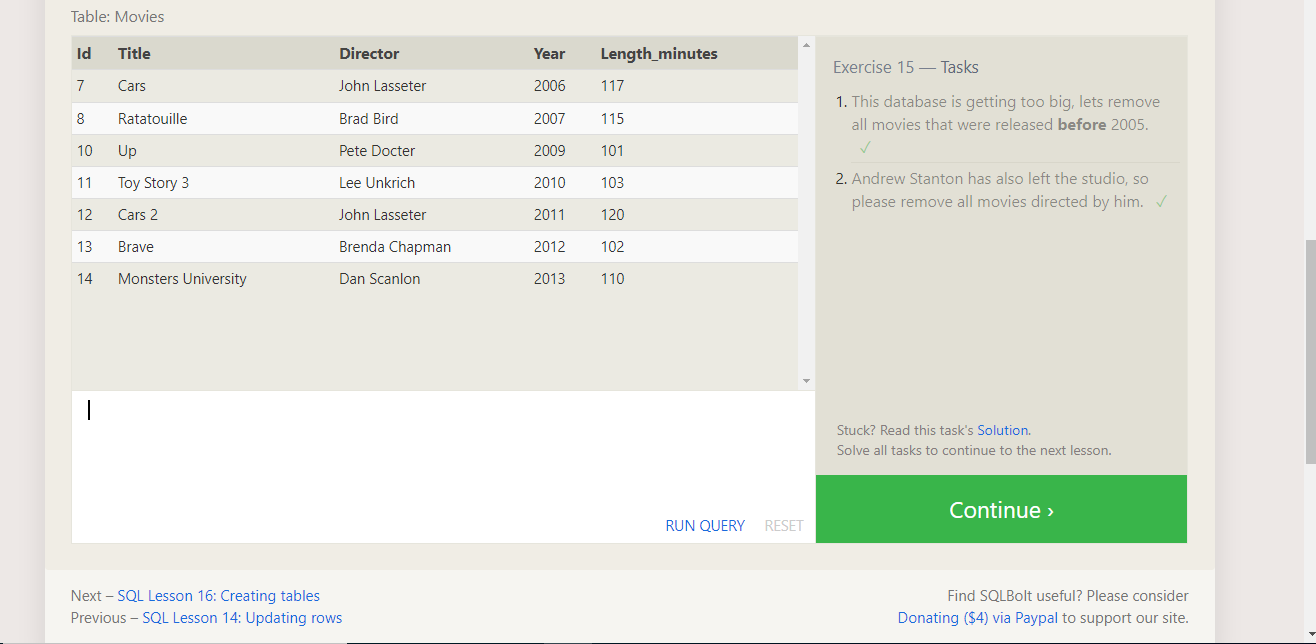 Table: Movies
Id Title Director Year Length_minutes
7 Cars John Lasseter 2006 117
8 Ratatouille Brad Bird 2007 115
10 Up Pete Docter 2009 101
11 Toy Story 3 Lee Unkrich 2010 103
12 Cars 2 John Lasseter 2011 120
13 Brave Brenda Chapman 2012 102
14 Monsters University Dan Scanlon 2013 110
RUN QUERY RESET
Exercise 15 — Tasks
1. This database is getting too big, lets remove
all movies that were released before 2005.
✓
2. Andrew Stanton has also left the studio, so
please remove all movies directed by him. ✓
Stuck? Read this task's Solution.
Solve all tasks to continue to the next lesson.
Continue ›
Next – SQL Lesson 16: Creating tables
Previous – SQL Lesson 14: Updating rows
Find SQLBolt useful? Please consider
Donating ($4) via Paypal to support our site.